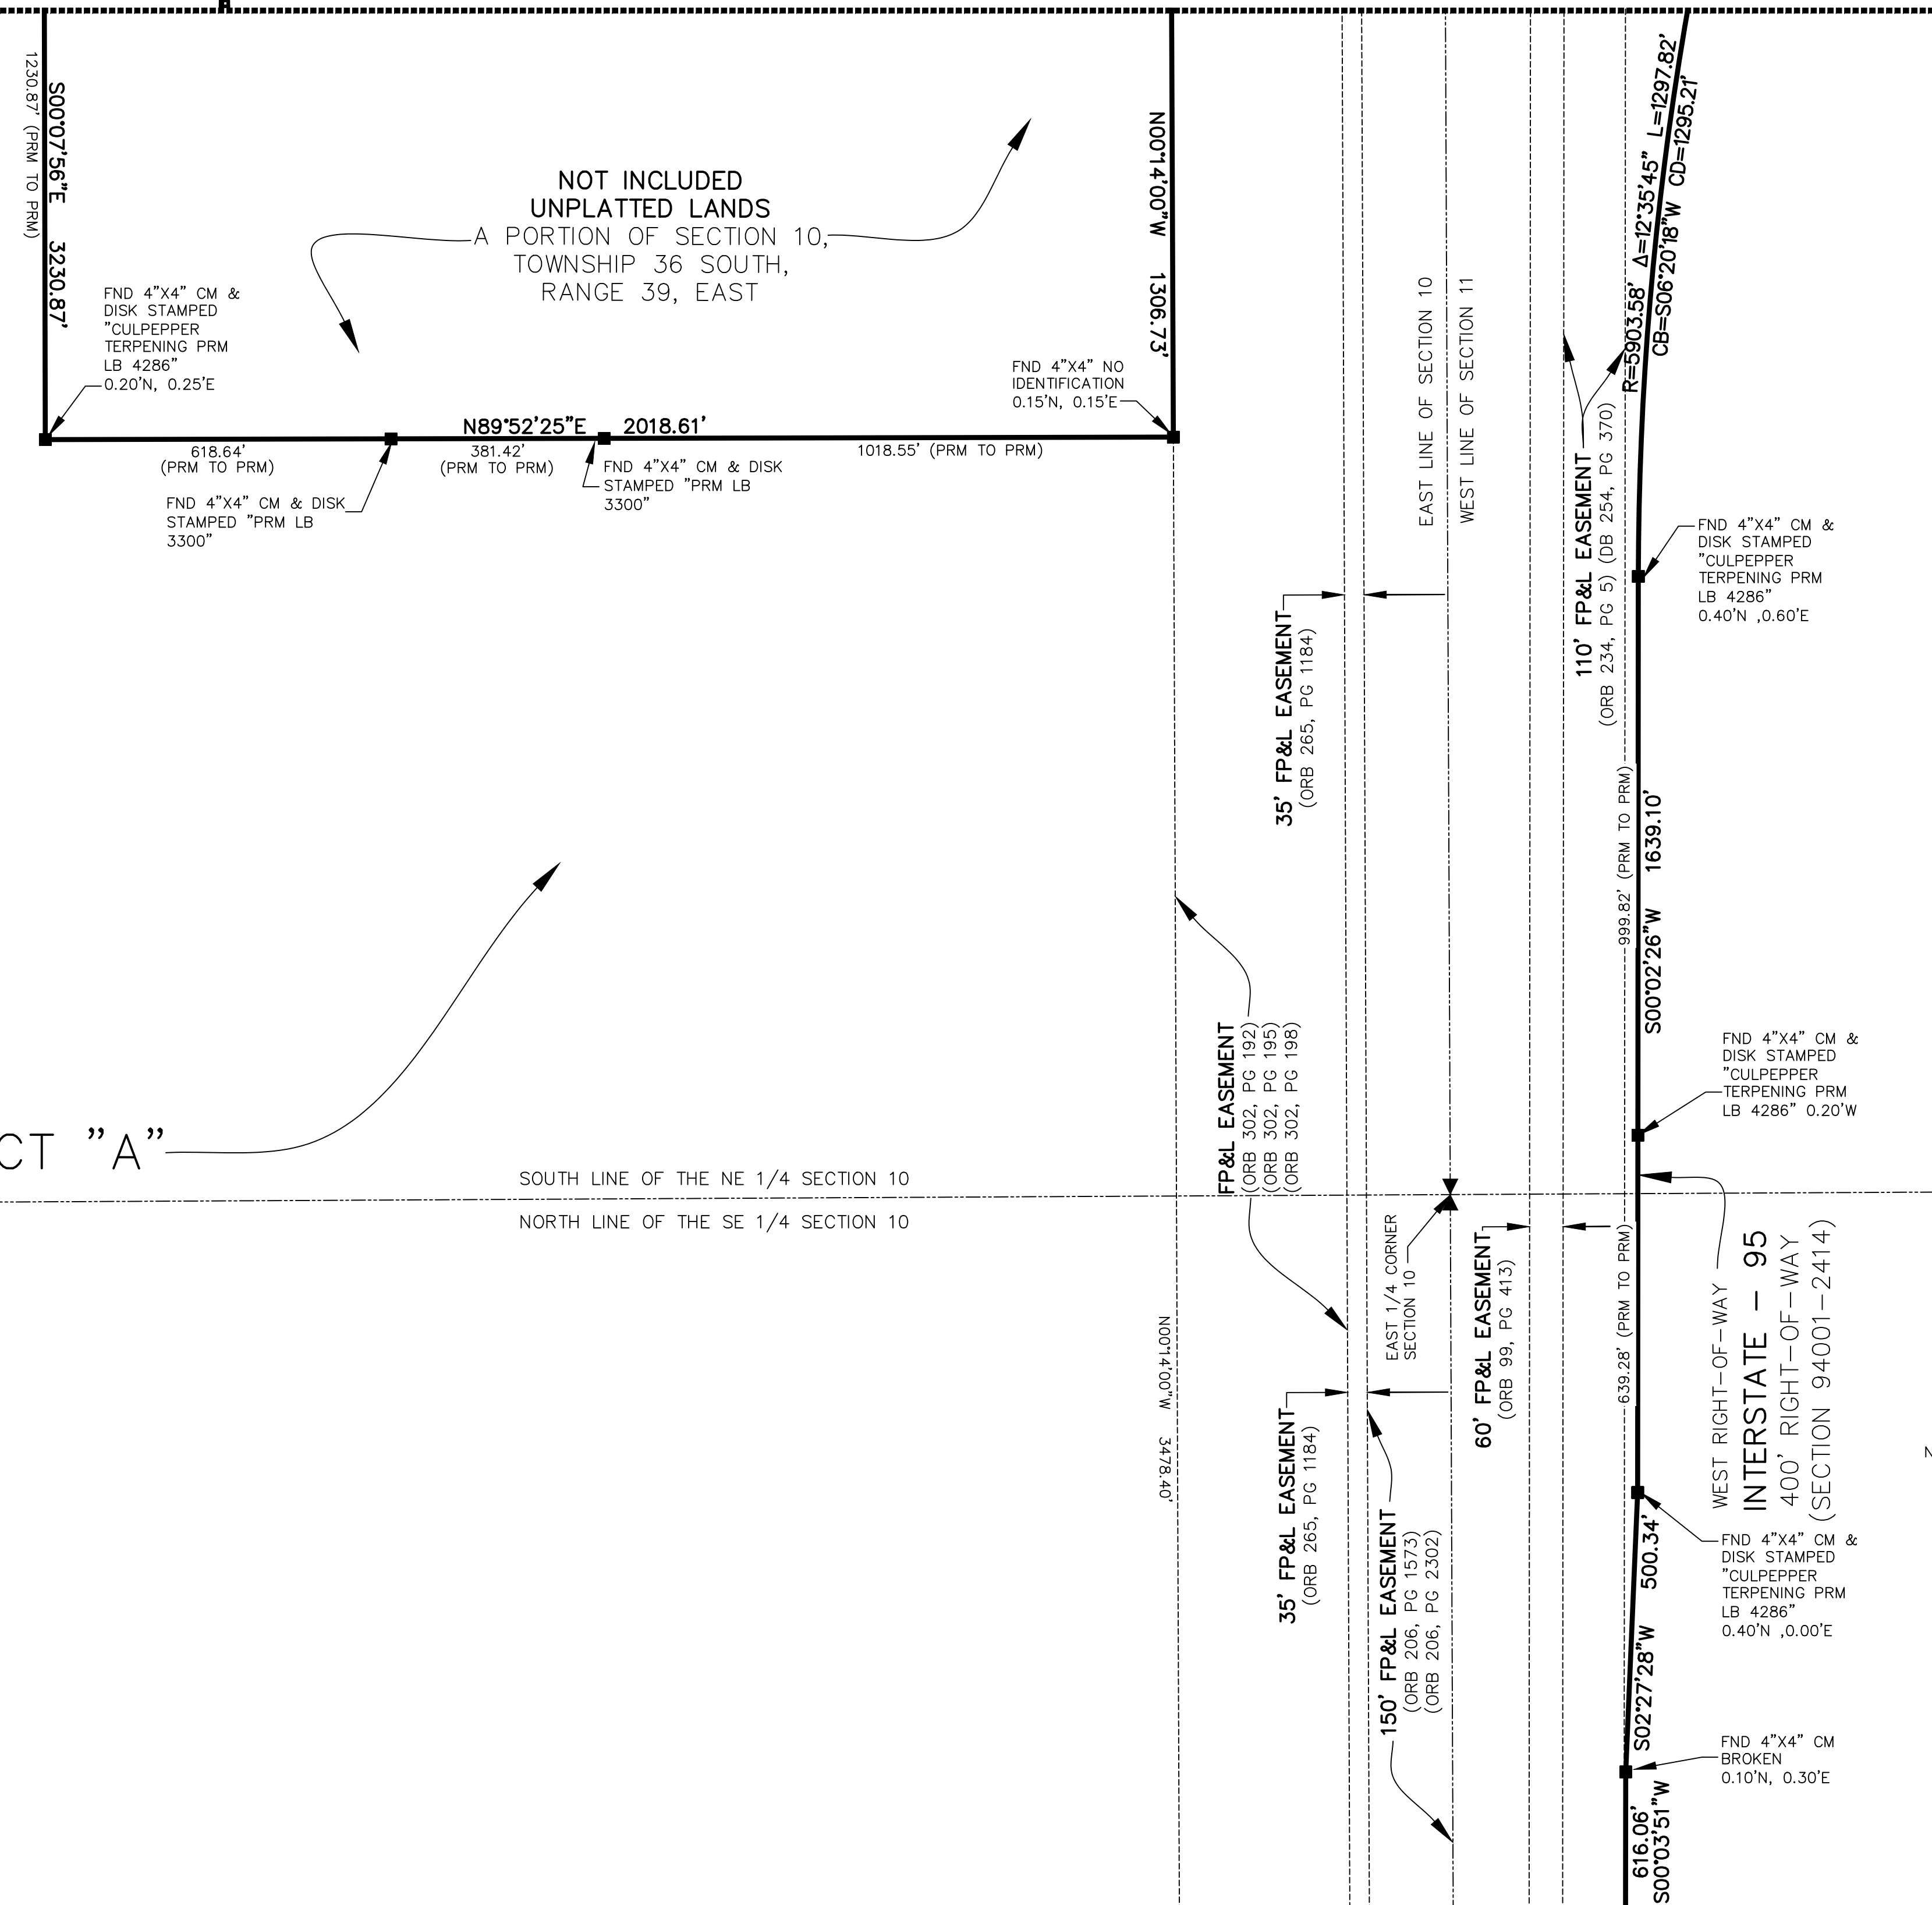 S00°07'56"E 3230.87'
1230.87' (PRM TO PRM)
NOT INCLUDED
UNPLATTED LANDS
A PORTION OF SECTION 10,
TOWNSHIP 36 SOUTH,
RANGE 39, EAST
FND 4"X4" CM &
DISK STAMPED
"CULPEPPER
TERPENING PRM
LB 4286"
0.20'N, 0.25'E
N00°14'00"W 1306.73'
FND 4"X4" NO
IDENTIFICATION
0.15'N, 0.15'E
N89°52'25"E 2018.61'
618.64'
(PRM TO PRM)
381.42'
(PRM TO PRM)
1018.55' (PRM TO PRM)
FND 4"X4" CM & DISK
STAMPED "PRM LB
3300"
FND 4"X4" CM & DISK
STAMPED "PRM LB
3300"
EAST LINE OF SECTION 10
WEST LINE OF SECTION 11
R=5903.58' Δ=12°35'45" L=1297.82'
CB=S06°20'18"W CD=1295.21'
110' FP&L EASEMENT
(ORB 234, PG 5) (DB 254, PG 370)
FND 4"X4" CM &
DISK STAMPED
"CULPEPPER
TERPENING PRM
LB 4286"
0.40'N ,0.60'E
35' FP&L EASEMENT
(ORB 265, PG 1184)
999.82' (PRM TO PRM)
S00°02'26"W 1639.10'
FP&L EASEMENT
(ORB 302, PG 192)
(ORB 302, PG 195)
(ORB 302, PG 198)
FND 4"X4" CM &
DISK STAMPED
"CULPEPPER
TERPENING PRM
LB 4286" 0.20'W
CT "A"
SOUTH LINE OF THE NE 1/4 SECTION 10
NORTH LINE OF THE SE 1/4 SECTION 10
EAST 1/4 CORNER
SECTION 10
60' FP&L EASEMENT
(ORB 99, PG 413)
639.28' (PRM TO PRM)
WEST RIGHT-OF-WAY
INTERSTATE - 95
400' RIGHT-OF-WAY
(SECTION 94001-2414)
N00°14'00"W 3478.40'
35' FP&L EASEMENT
(ORB 265, PG 1184)
150' FP&L EASEMENT
(ORB 206, PG 1573)
(ORB 206, PG 2302)
N
FND 4"X4" CM &
DISK STAMPED
"CULPEPPER
TERPENING PRM
LB 4286"
0.40'N ,0.00'E
S02°27'28"W 500.34'
FND 4"X4" CM
BROKEN
0.10'N, 0.30'E
616.06'
S00°03'51"W